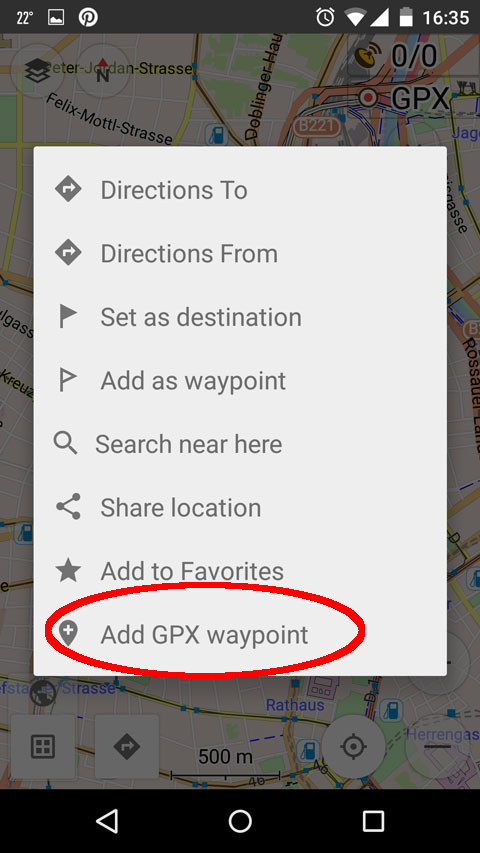 22°
16:35
0/0
eter-Jordan-Strasse
N
GPX
Felix-Mottl-Strasse
Doblinger-Hau
B221
Jag
Directions To
Directions From
Set as destination
Add as waypoint
Search near here
Share location
Add to Favorites
Add GPX waypoint
Rathaus
Herrengas
500 m